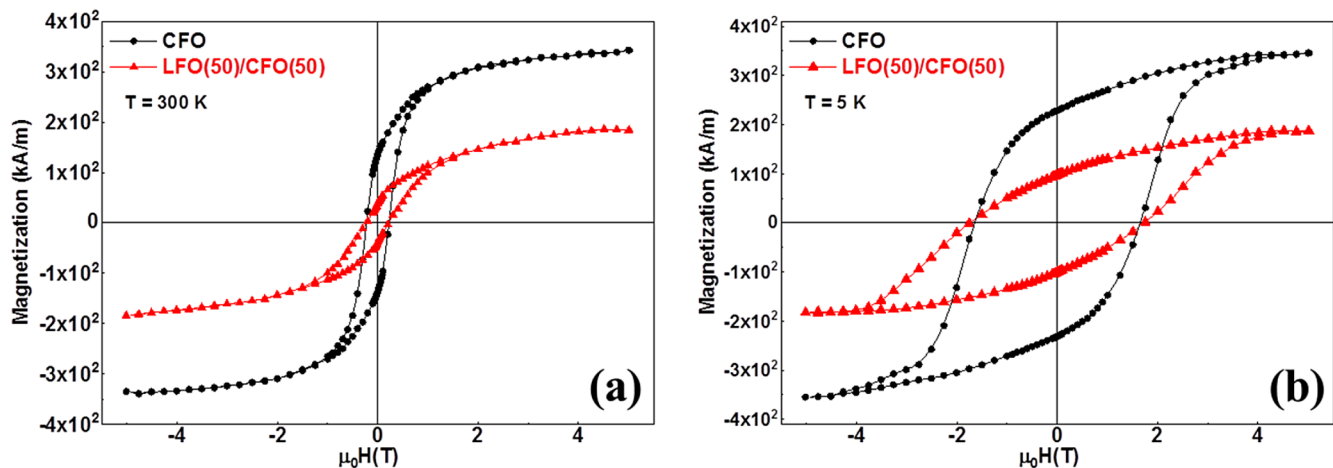 4x10²
3x10²
2x10²
1x10²
0
-1x10²
-2x10²
-3x10²
-4x10²
Magnetization (kA/m)
CFO
LFO(50)/CFO(50)
T = 300 K
(a)
-4 -2 0 2 4
μ₀H(T)
4x10²
3x10²
2x10²
1x10²
0
-1x10²
-2x10²
-3x10²
-4x10²
Magnetization (kA/m)
CFO
LFO(50)/CFO(50)
T = 5 K
(b)
-4 -2 0 2 4
μ₀H(T)